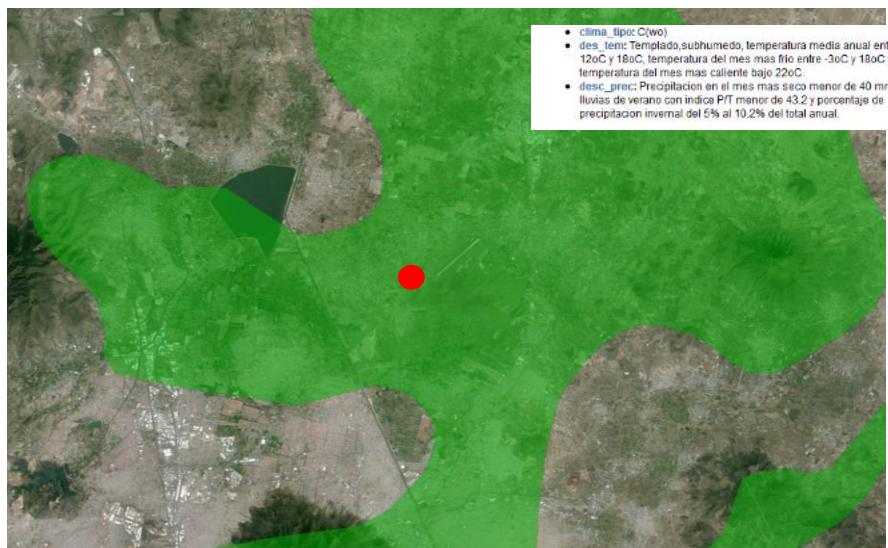 clima_tipo: C(wo)
des_tem: Templado,subhumedo, temperatura media anual ent
12oC y 18oC, temperatura del mes mas frio entre -3oC y 18oC
temperatura del mes mas caliente bajo 22oC.
desc_prec: Precipitacion en el mes mas seco menor de 40 mm
lluvias de verano con indice P/T menor de 43.2 y porcentaje de
precipitacion invernal del 5% al 10.2% del total anual.